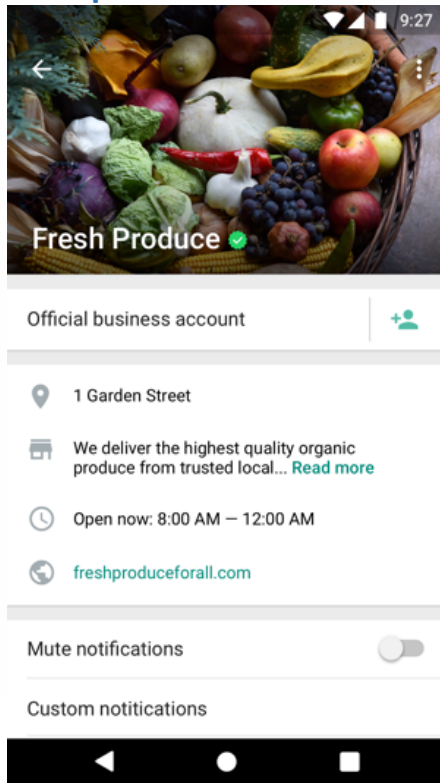 9:27
Fresh Produce
Official business account
1 Garden Street
We deliver the highest quality organic
produce from trusted local... Read more
Open now: 8:00 AM — 12:00 AM
freshproduceforall.com
Mute notifications
Custom notitications